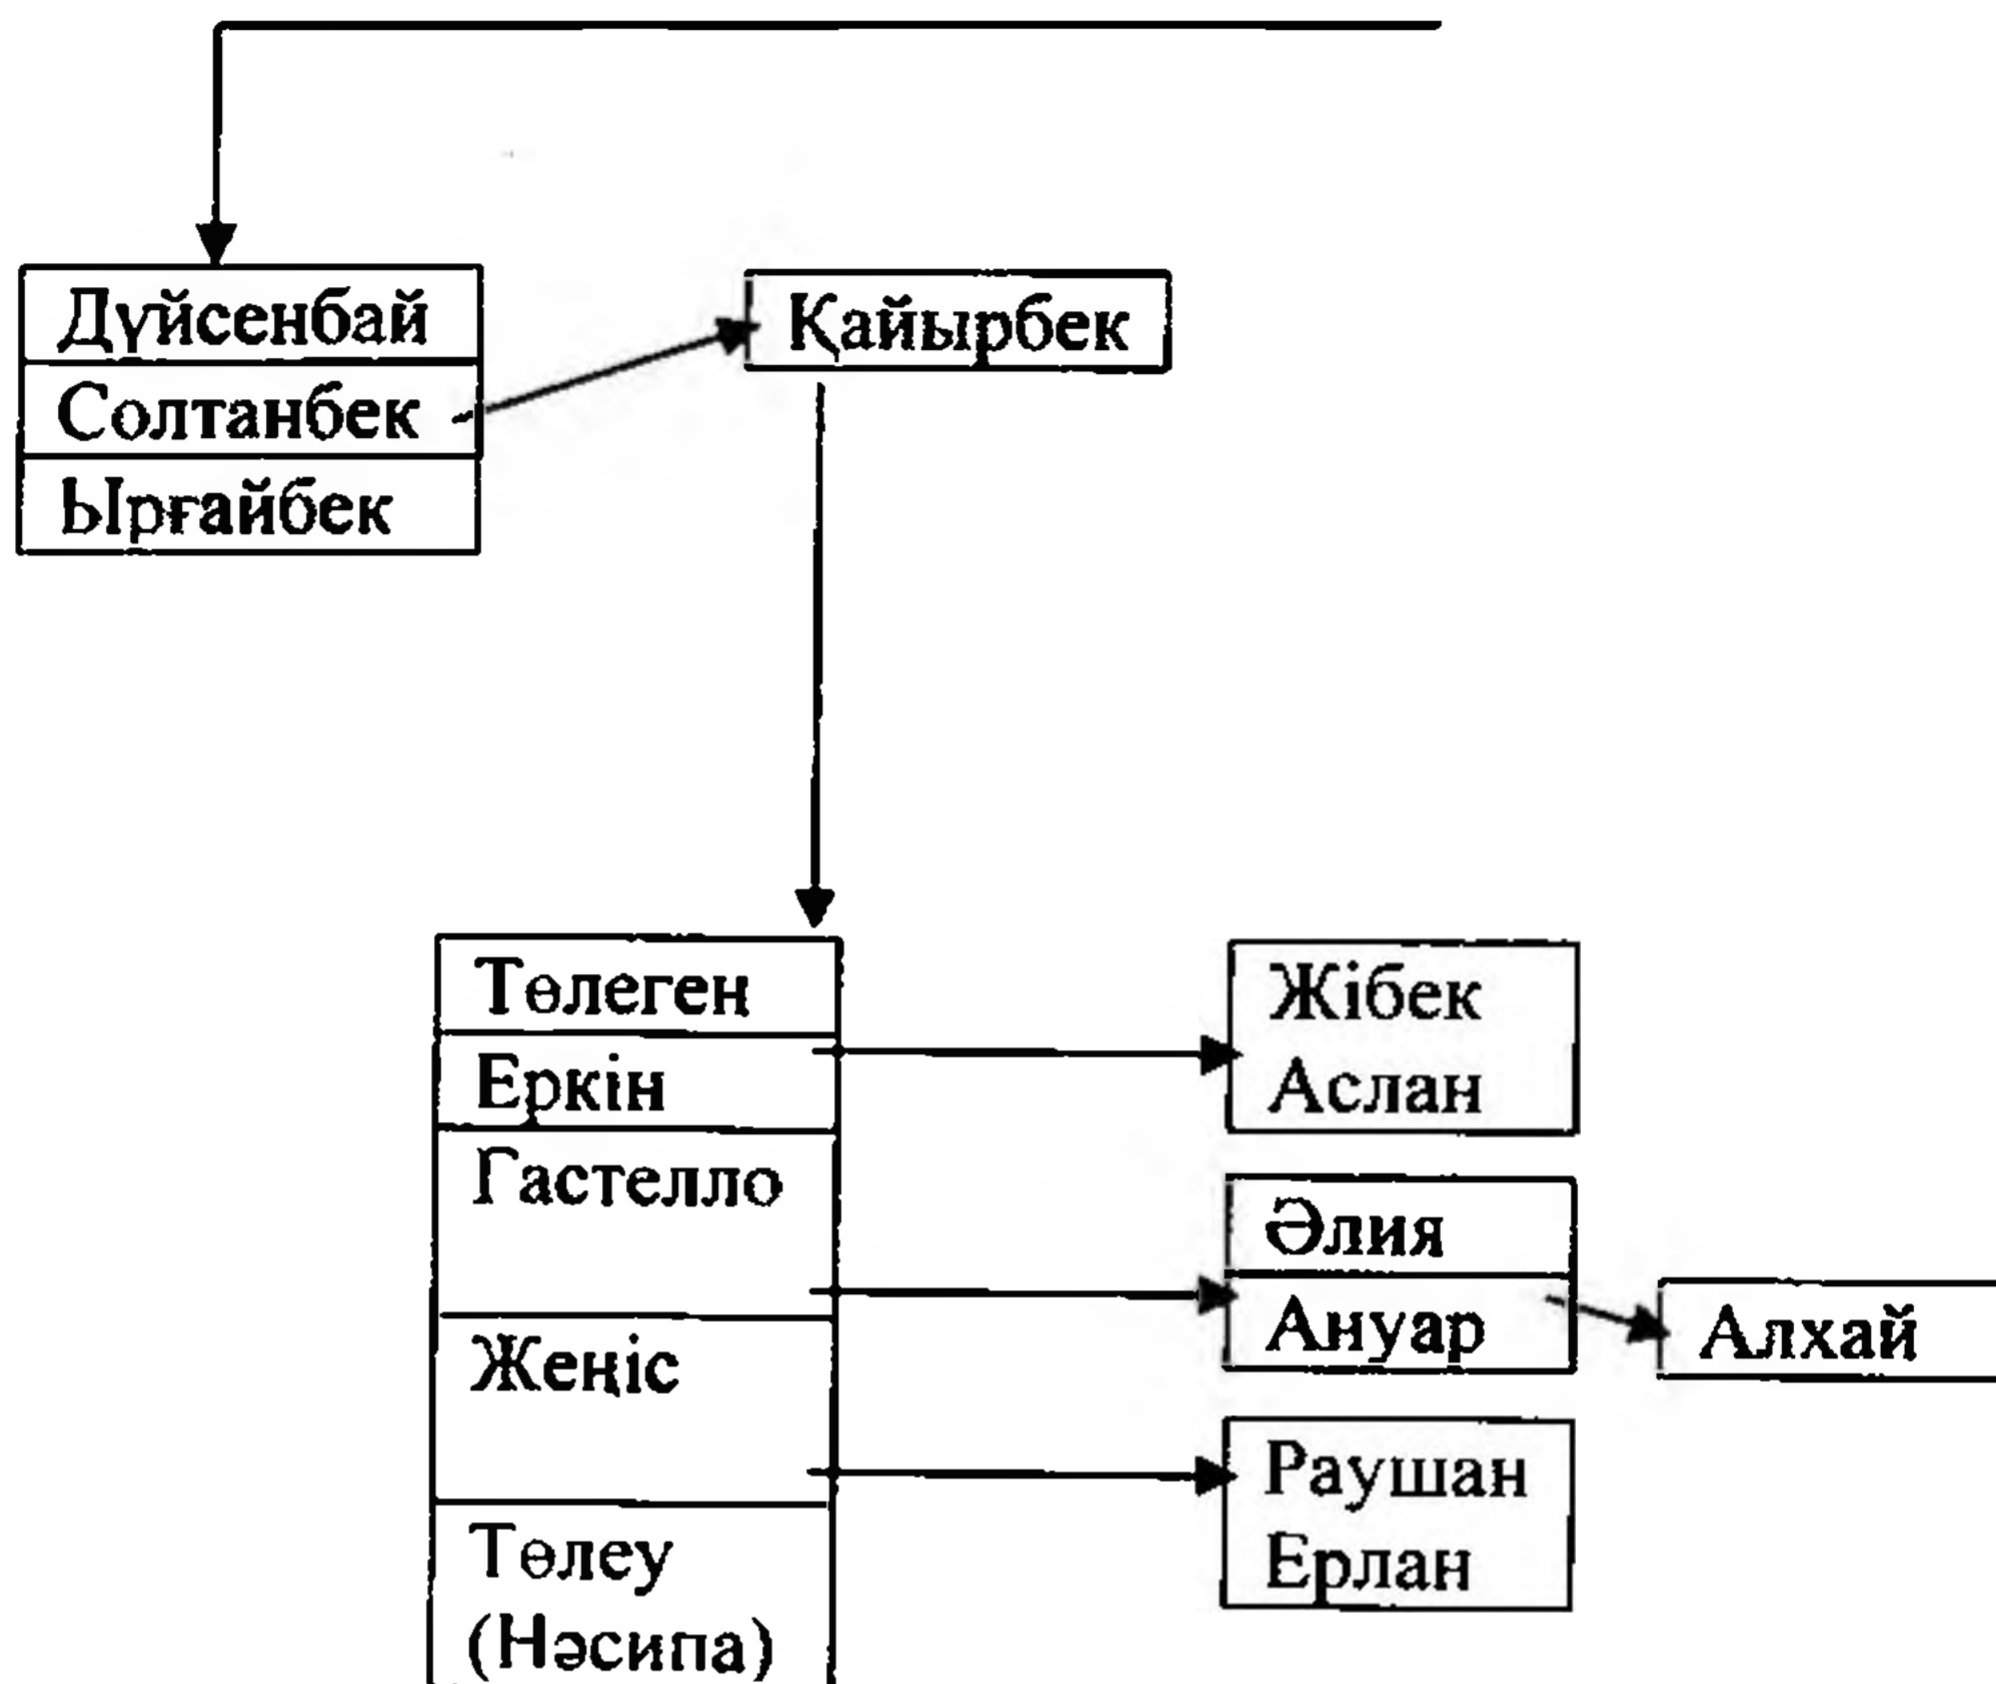 Дүйсенбай
Солтанбек
Ырғайбек
Қайырбек
Төлеген
Еркін
Гастелло
Жеңіс
Төлеу
(Нәсипа)
Жібек
Аслан
Әлия
Ануар
Алхай
Раушан
Ерлан